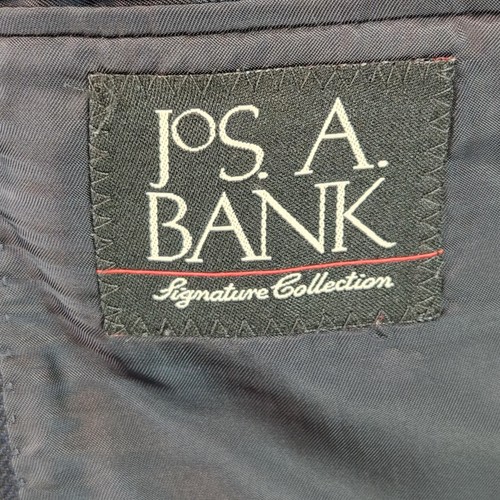 JOS. A.
BANK
Signature Collection